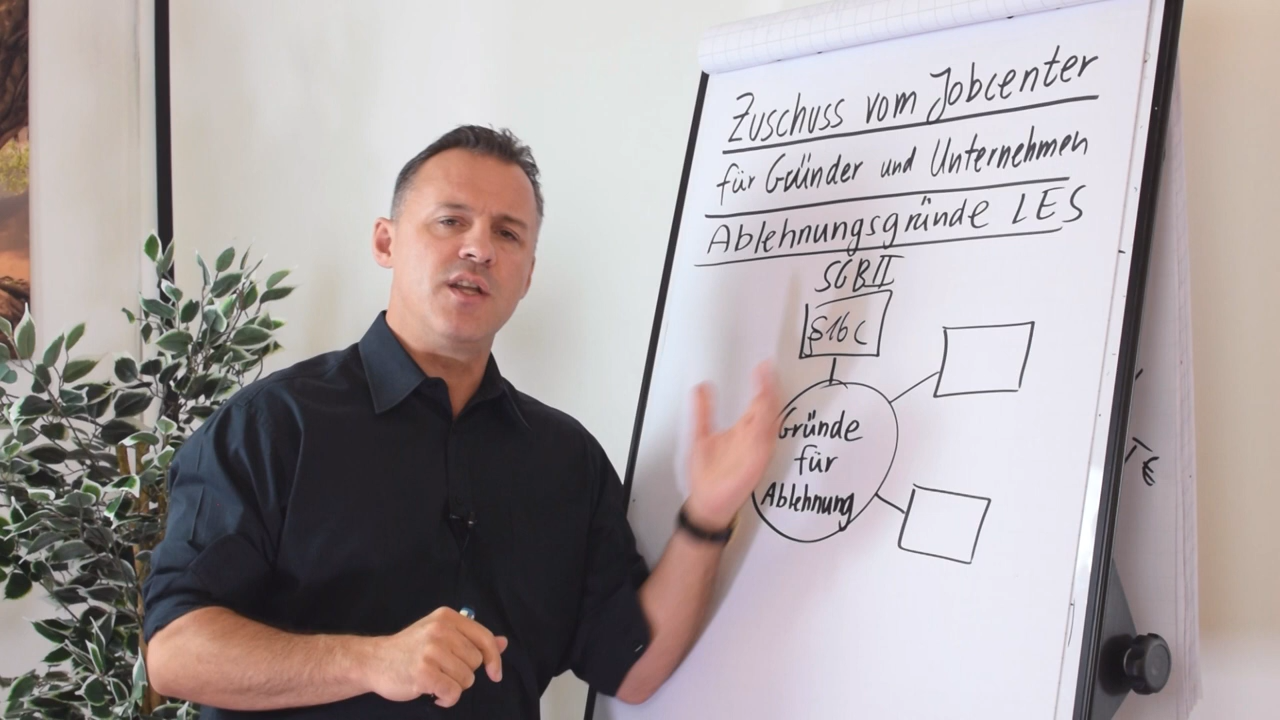 Zuschuss vom Jobcenter
für Gründer und Unternehmen
Ablehnungsgründe LES
SGB II
§16c
Gründe
für
Ablehnung